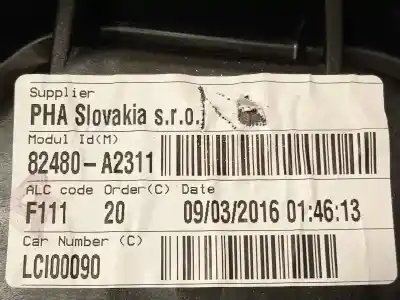 Supplier
PHA Slovakia s.r.o.
Modul Id(M)
82480-A2311
ALC code Order(C) Date
F111 20 09/03/2016 01:46:13
Car Number (C)
LCI00090